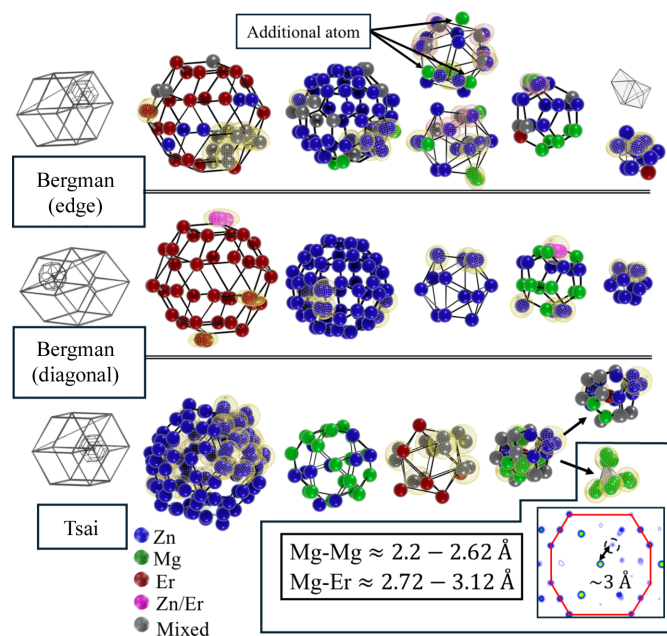 Additional atom
Bergman
(edge)
Bergman
(diagonal)
Tsai
Zn
Mg
Er
Zn/Er
Mixed
Mg-Mg ≈ 2.2 − 2.62 Å
Mg-Er ≈ 2.72 − 3.12 Å
~3 Å